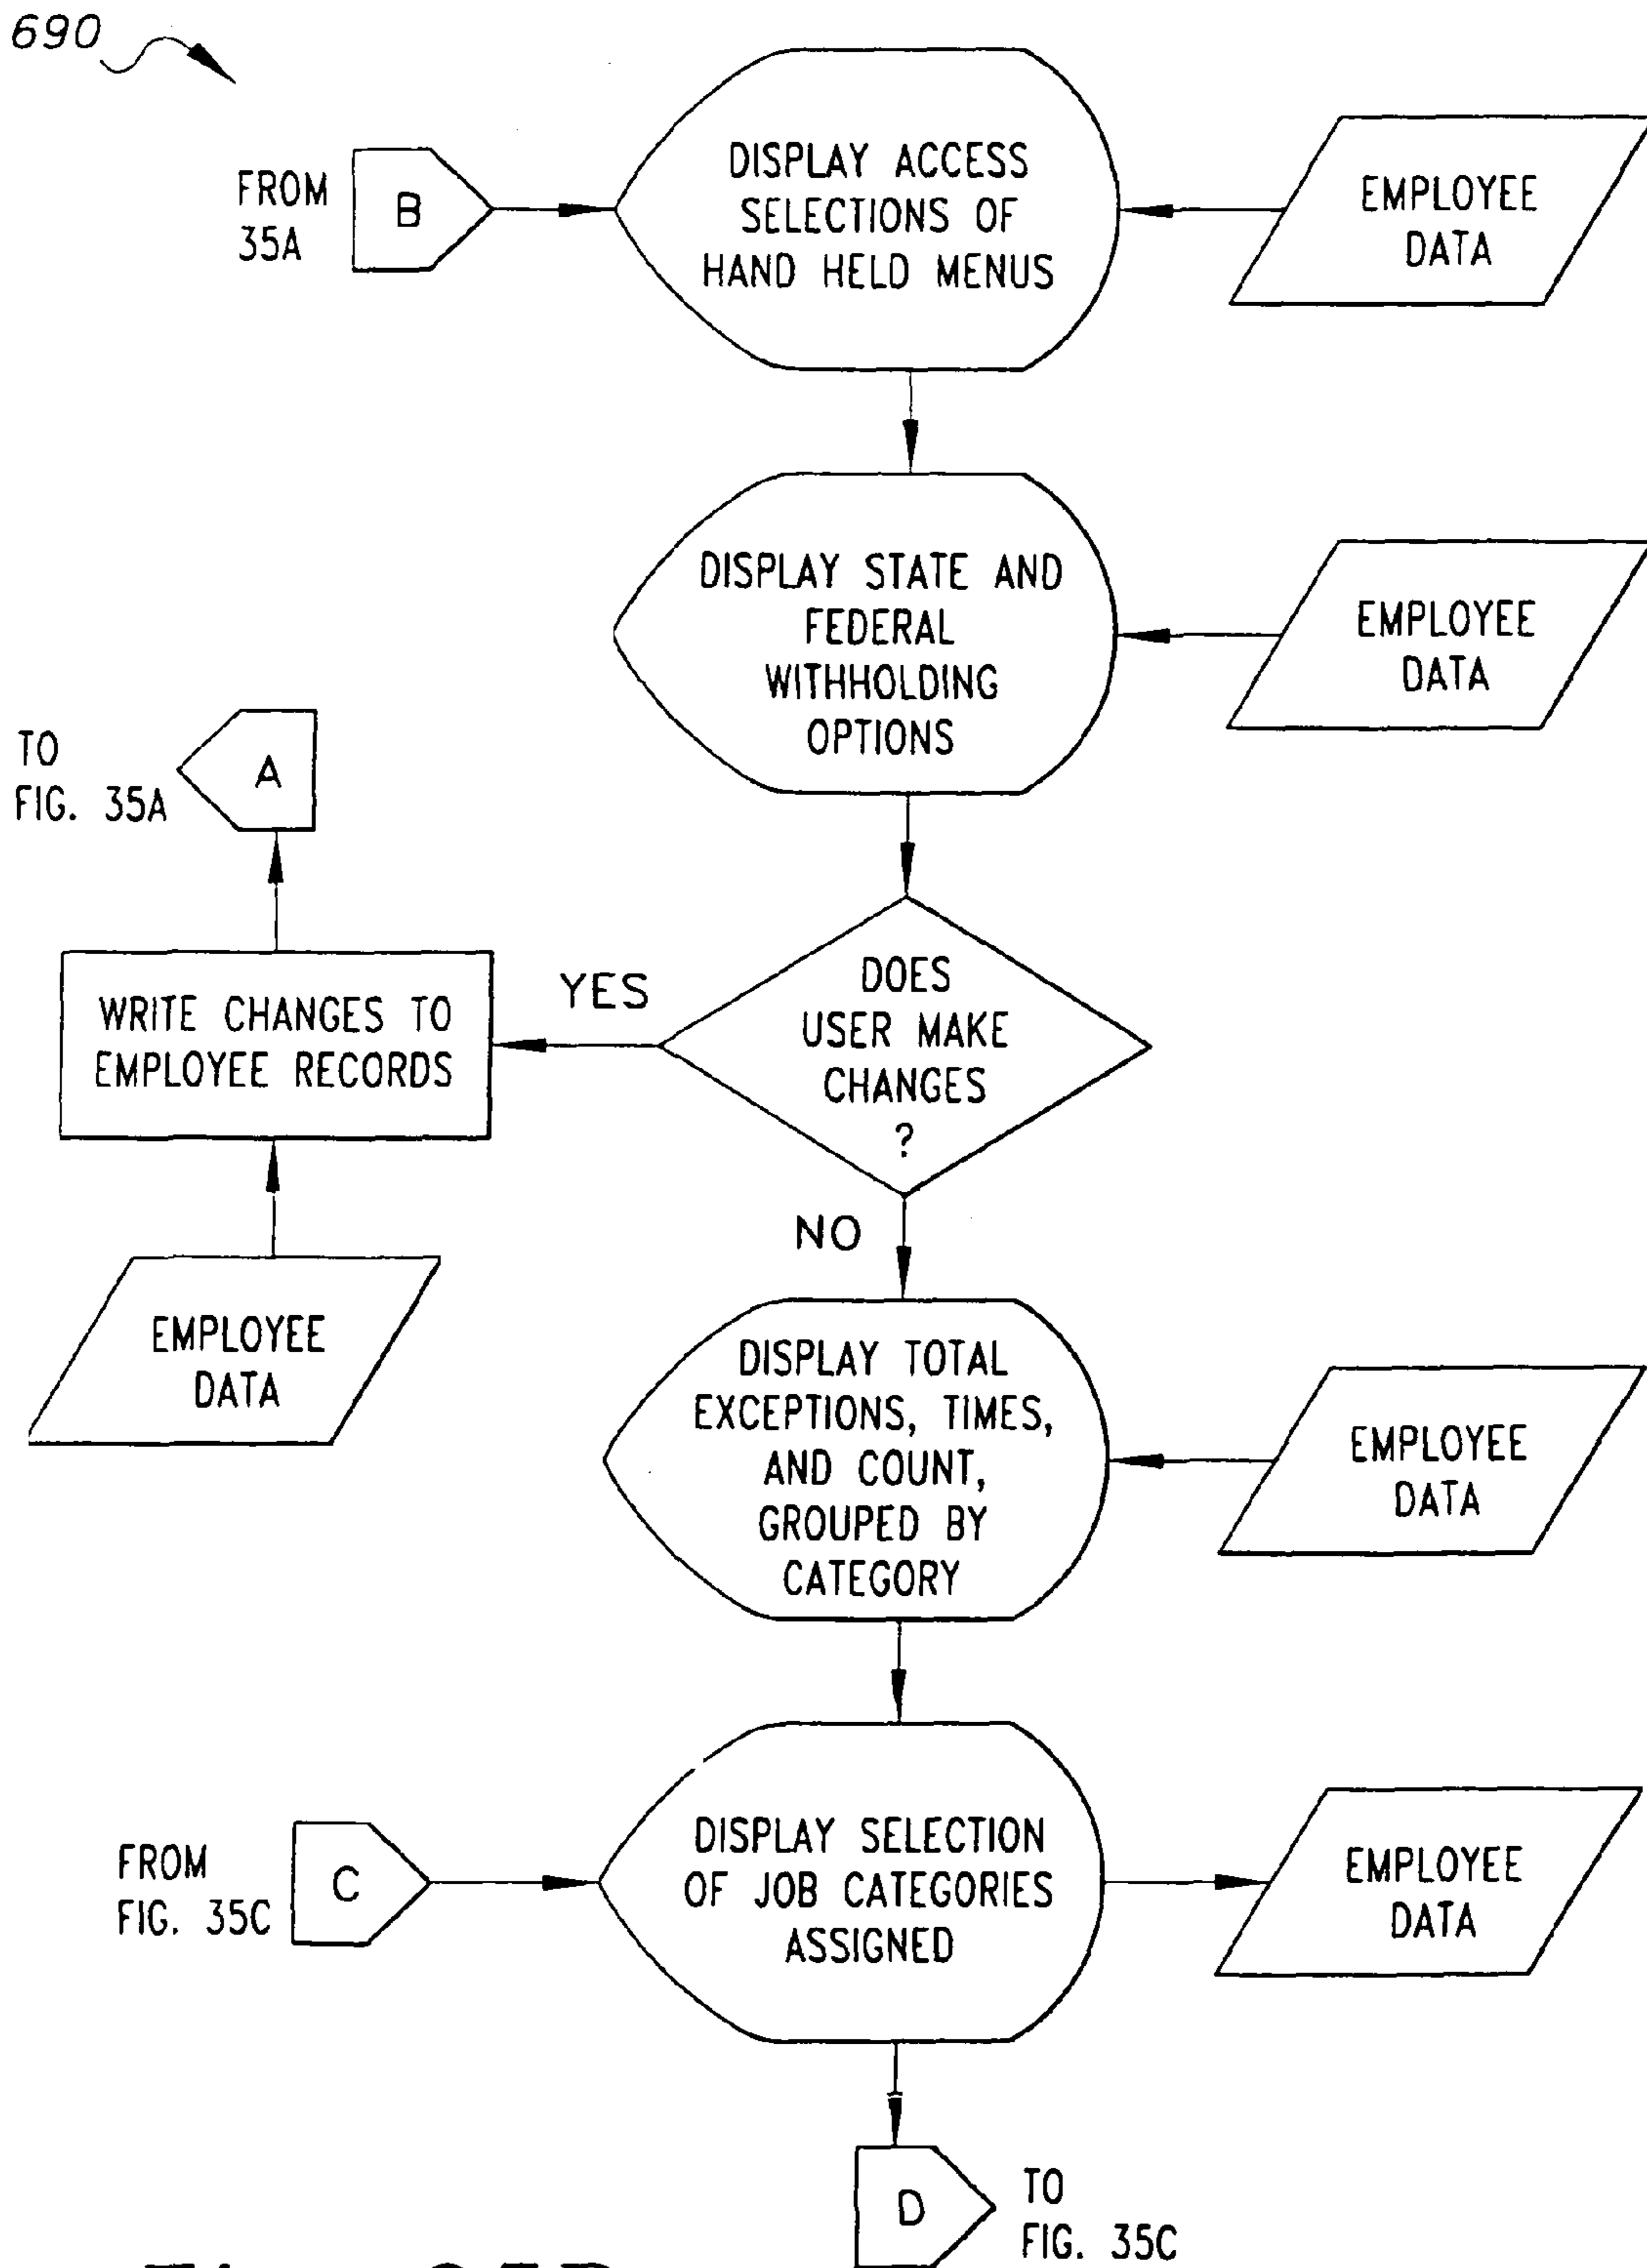 690
FROM
35A
B
DISPLAY ACCESS
SELECTIONS OF
HAND HELD MENUS
EMPLOYEE
DATA
DISPLAY STATE AND
FEDERAL
WITHHOLDING
OPTIONS
EMPLOYEE
DATA
TO
FIG. 35A
A
WRITE CHANGES TO
EMPLOYEE RECORDS
YES
DOES
USER MAKE
CHANGES
?
NO
EMPLOYEE
DATA
DISPLAY TOTAL
EXCEPTIONS, TIMES,
AND COUNT,
GROUPED BY
CATEGORY
EMPLOYEE
DATA
FROM
FIG. 35C
C
DISPLAY SELECTION
OF JOB CATEGORIES
ASSIGNED
EMPLOYEE
DATA
D
TO
FIG. 35C